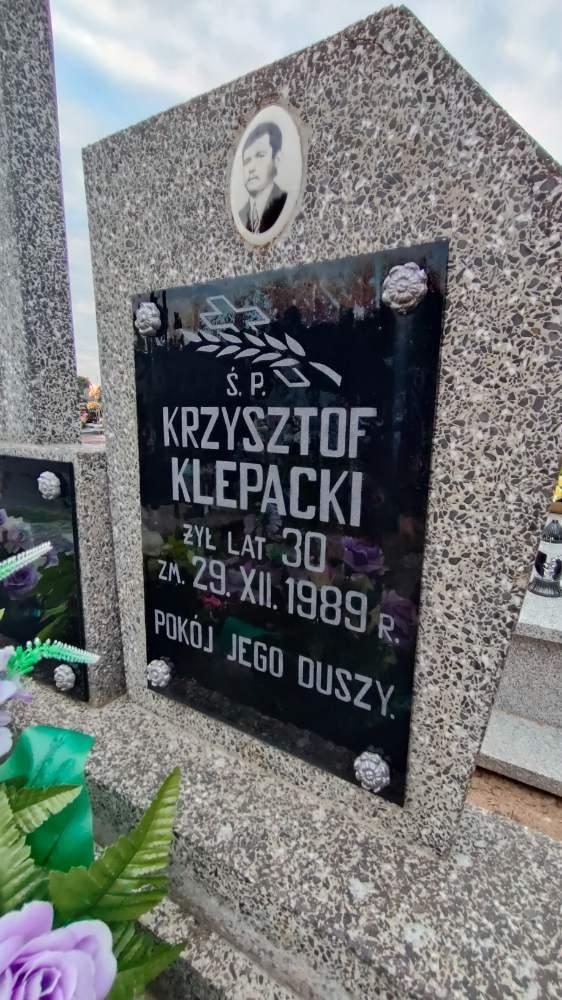 Ś. P.
KRZYSZTOF
KLEPACKI
ŻYŁ LAT 30
ZM. 29. XII. 1989 R.
POKÓJ JEGO DUSZY.